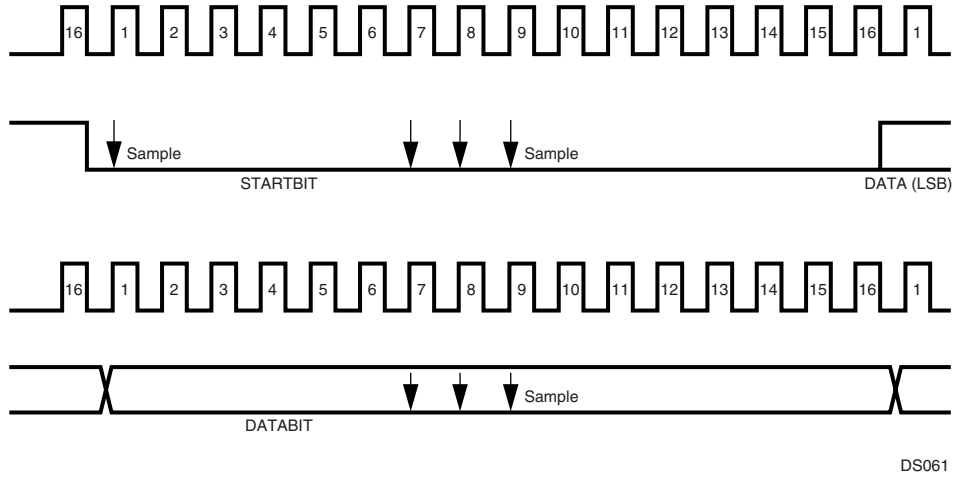 16 1 2 3 4 5 6 7 8 9 10 11 12 13 14 15 16 1
Sample Sample
STARTBIT DATA (LSB)
16 1 2 3 4 5 6 7 8 9 10 11 12 13 14 15 16 1
Sample
DATABIT
DS061